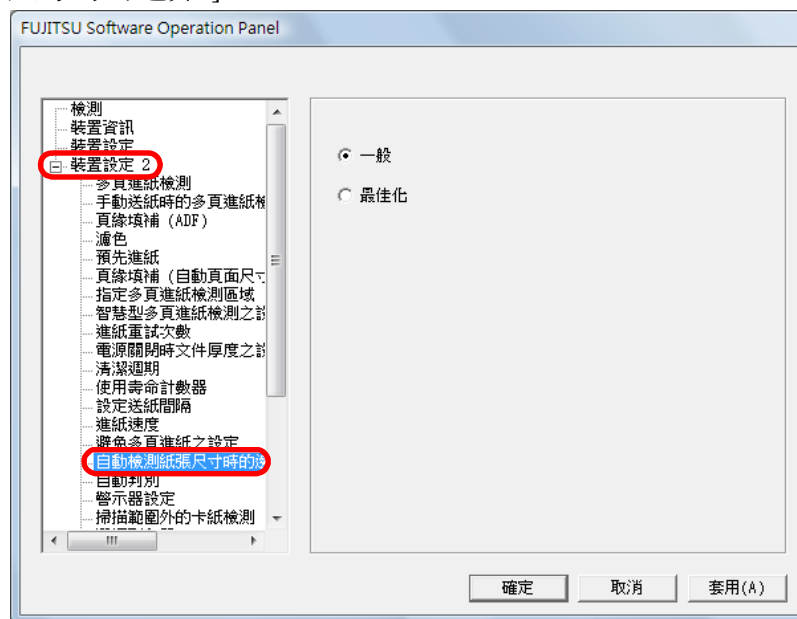 FUJITSU Software Operation Panel
檢測
裝置資訊
裝置設定
裝置設定 2
多頁進紙檢測
手動送紙時的多頁進紙檢
頁緣填補 (ADF)
濾色
預先進紙
頁緣填補 (自動頁面尺寸
指定多頁進紙檢測區域
智慧型多頁進紙檢測之設
進紙重試次數
電源關閉時文件厚度之設
清潔週期
使用壽命計數器
設定送紙間隔
進紙速度
避免多頁進紙之設定
自動檢測紙張尺寸時的
自動判別
警示器設定
掃描範圍外的卡紙檢測
一般
最佳化
確定
取消
套用(A)